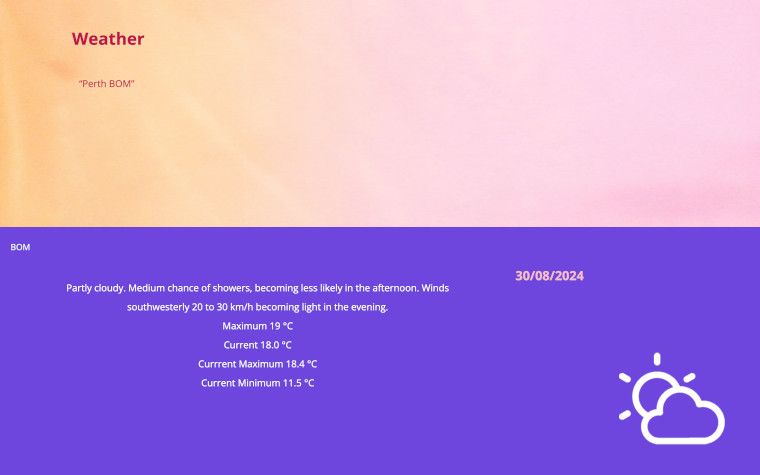 Weather
“Perth BOM”
BOM
30/08/2024
Partly cloudy. Medium chance of showers, becoming less likely in the afternoon. Winds
southwesterly 20 to 30 km/h becoming light in the evening.
Maximum 19 °C
Current 18.0 °C
Currrent Maximum 18.4 °C
Current Minimum 11.5 °C